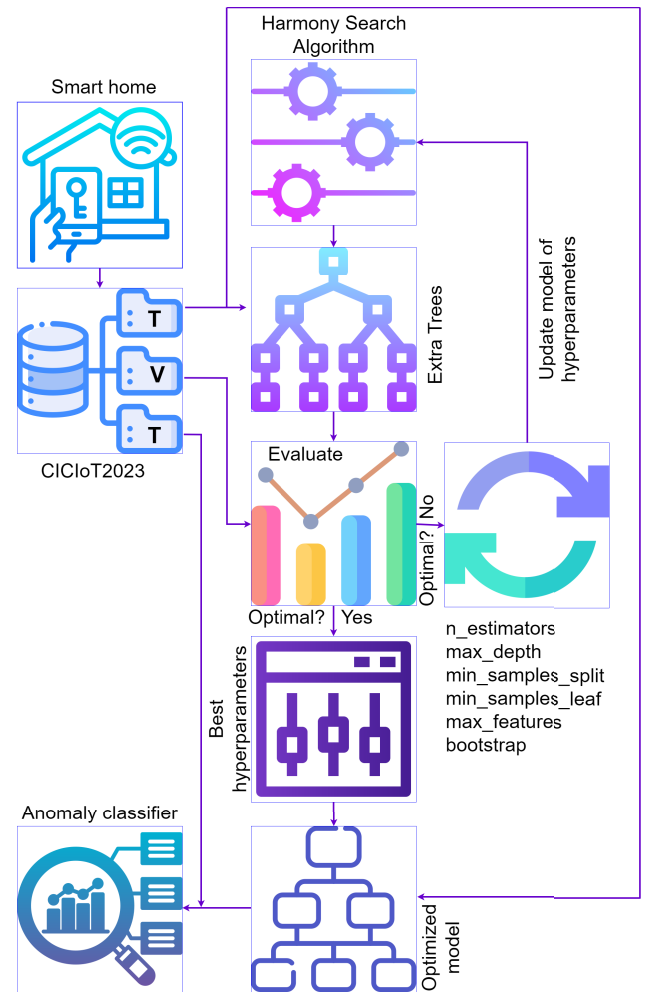 Harmony Search
Algorithm
Smart home
T
V
T
CICIoT2023
Extra Trees
Update model of
hyperparameters
Evaluate
Optimal? No
Optimal? Yes
n_estimators
max_depth
min_samples_split
min_samples_leaf
max_features
bootstrap
Best
hyperparameters
Anomaly classifier
Optimized
model